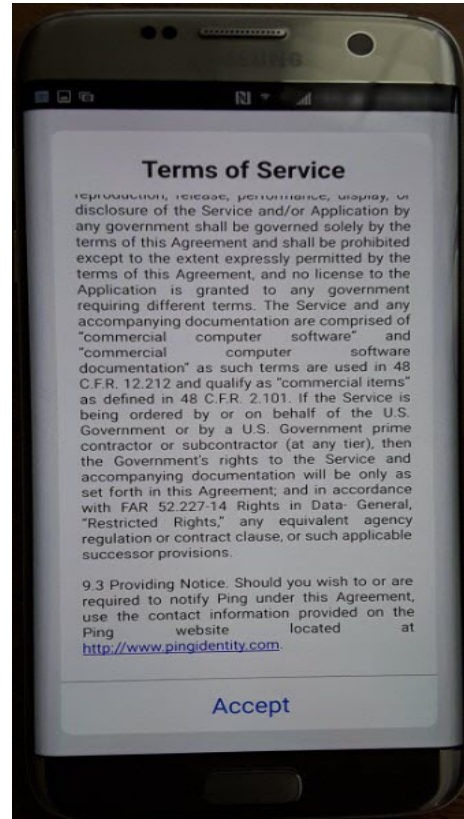 SAMSUNG
Terms of Service
reproduction, release, performance, display, or
disclosure of the Service and/or Application by
any government shall be governed solely by the
terms of this Agreement and shall be prohibited
except to the extent expressly permitted by the
terms of this Agreement, and no license to the
Application is granted to any government
requiring different terms. The Service and any
accompanying documentation are comprised of
"commercial computer software" and
"commercial computer software
documentation" as such terms are used in 48
C.F.R. 12.212 and qualify as "commercial items"
as defined in 48 C.F.R. 2.101. If the Service is
being ordered by or on behalf of the U.S.
Government or by a U.S. Government prime
contractor or subcontractor (at any tier), then
the Government's rights to the Service and
accompanying documentation will be only as
set forth in this Agreement; and in accordance
with FAR 52.227-14 Rights in Data- General,
"Restricted Rights," any equivalent agency
regulation or contract clause, or such applicable
successor provisions.
9.3 Providing Notice. Should you wish to or are
required to notify Ping under this Agreement,
use the contact information provided on the
Ping website located at
http://www.pingidentity.com.
Accept